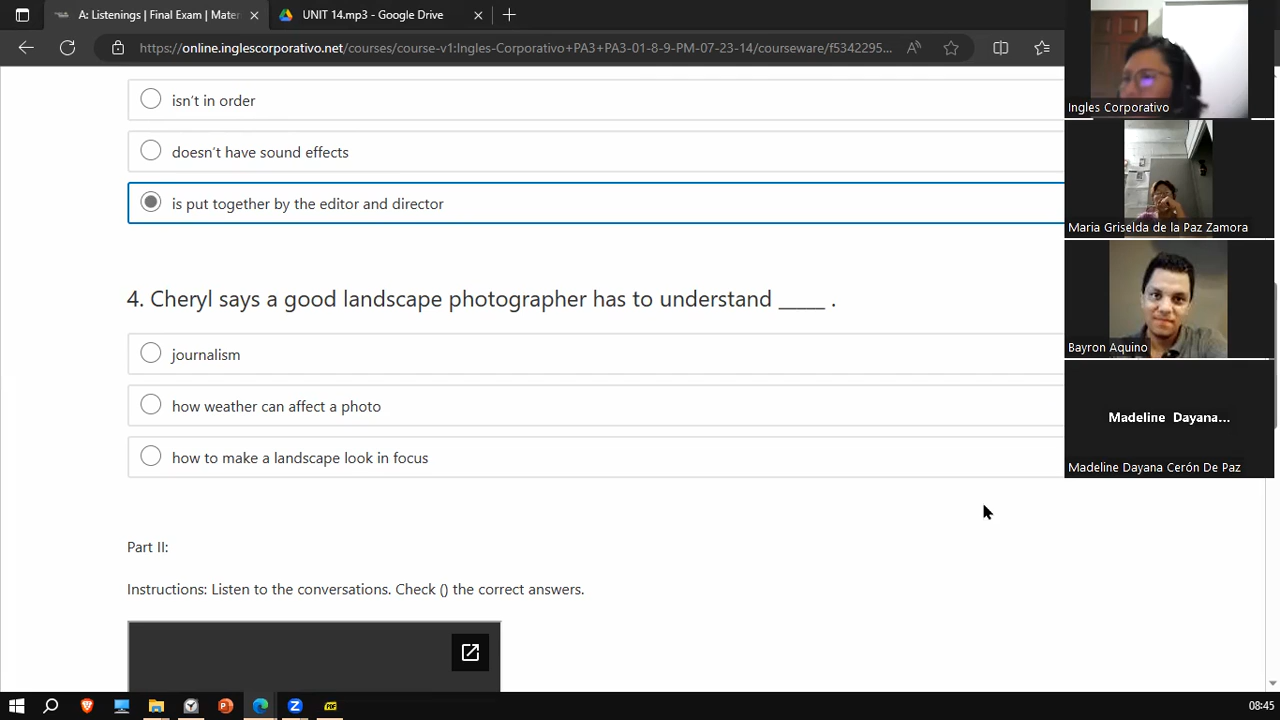 A: Listenings | Final Exam | Mater
UNIT 14.mp3 - Google Drive
https://online.inglescorporativo.net/courses/course-v1:Ingles-Corporativo+PA3+PA3-01-8-9-PM-07-23-14/courseware/f5342295...
isn't in order
doesn't have sound effects
is put together by the editor and director
4. Cheryl says a good landscape photographer has to understand _____ .
journalism
how weather can affect a photo
how to make a landscape look in focus
Part II:
Instructions: Listen to the conversations. Check () the correct answers.
Ingles Corporativo
Maria Griselda de la Paz Zamora
Bayron Aquino
Madeline Dayana...
Madeline Dayana Cerón De Paz
08:45